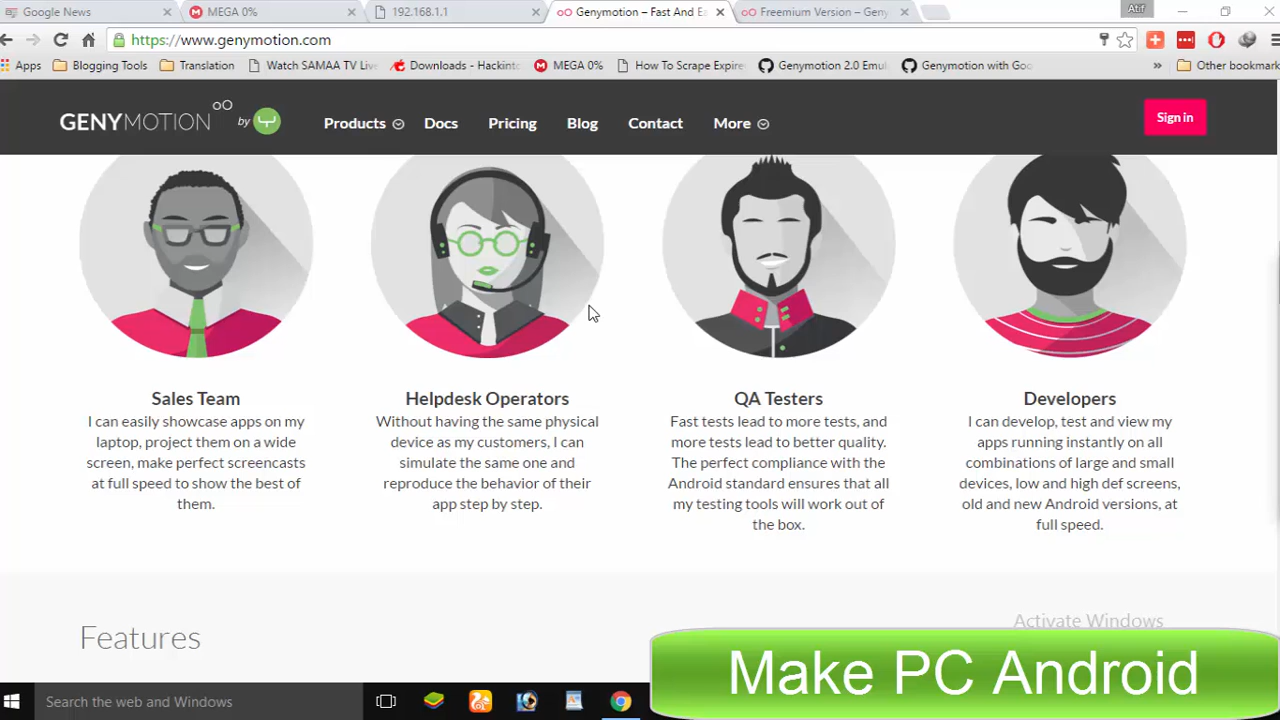 Google News
MEGA 0%
192.168.1.1
Genymotion – Fast And Ea
Freemium Version – Geny
Atif
https://www.genymotion.com
Apps
Blogging Tools
Translation
Watch SAMAA TV Live
Downloads - Hackint
MEGA 0%
How To Scrape Expire
Genymotion 2.0 Emul
Genymotion with Goo
»
Other bookmark
GENYMOTION by
Products
Docs
Pricing
Blog
Contact
More
Sign in
Sales Team
I can easily showcase apps on my
laptop, project them on a wide
screen, make perfect screencasts
at full speed to show the best of
them.
Helpdesk Operators
Without having the same physical
device as my customers, I can
simulate the same one and
reproduce the behavior of their
app step by step.
QA Testers
Fast tests lead to more tests, and
more tests lead to better quality.
The perfect compliance with the
Android standard ensures that all
my testing tools will work out of
the box.
Developers
I can develop, test and view my
apps running instantly on all
combinations of large and small
devices, low and high def screens,
old and new Android versions, at
full speed.
Features
Activate Windows
Make PC Android
Search the web and Windows